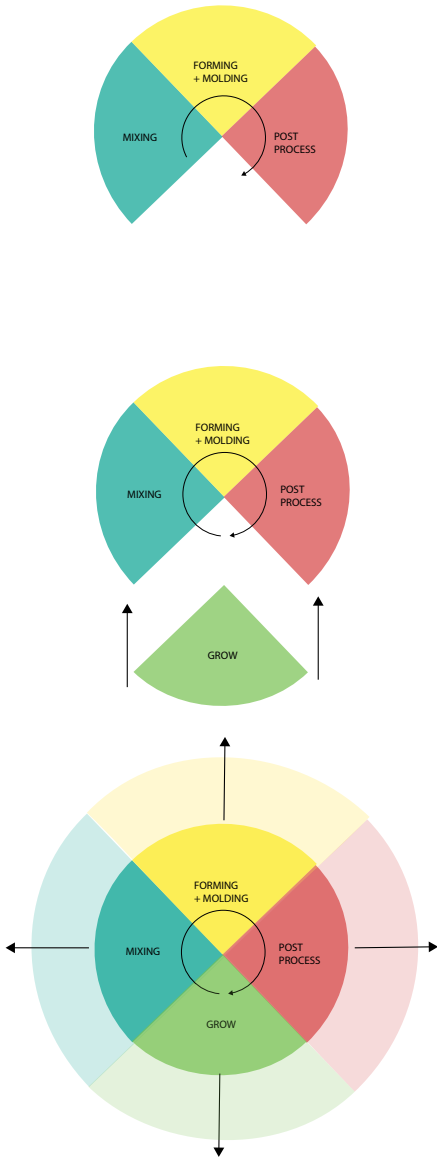 FORMING
+ MOLDING
MIXING
POST
PROCESS
FORMING
+ MOLDING
MIXING
POST
PROCESS
GROW
FORMING
+ MOLDING
MIXING
POST
PROCESS
GROW